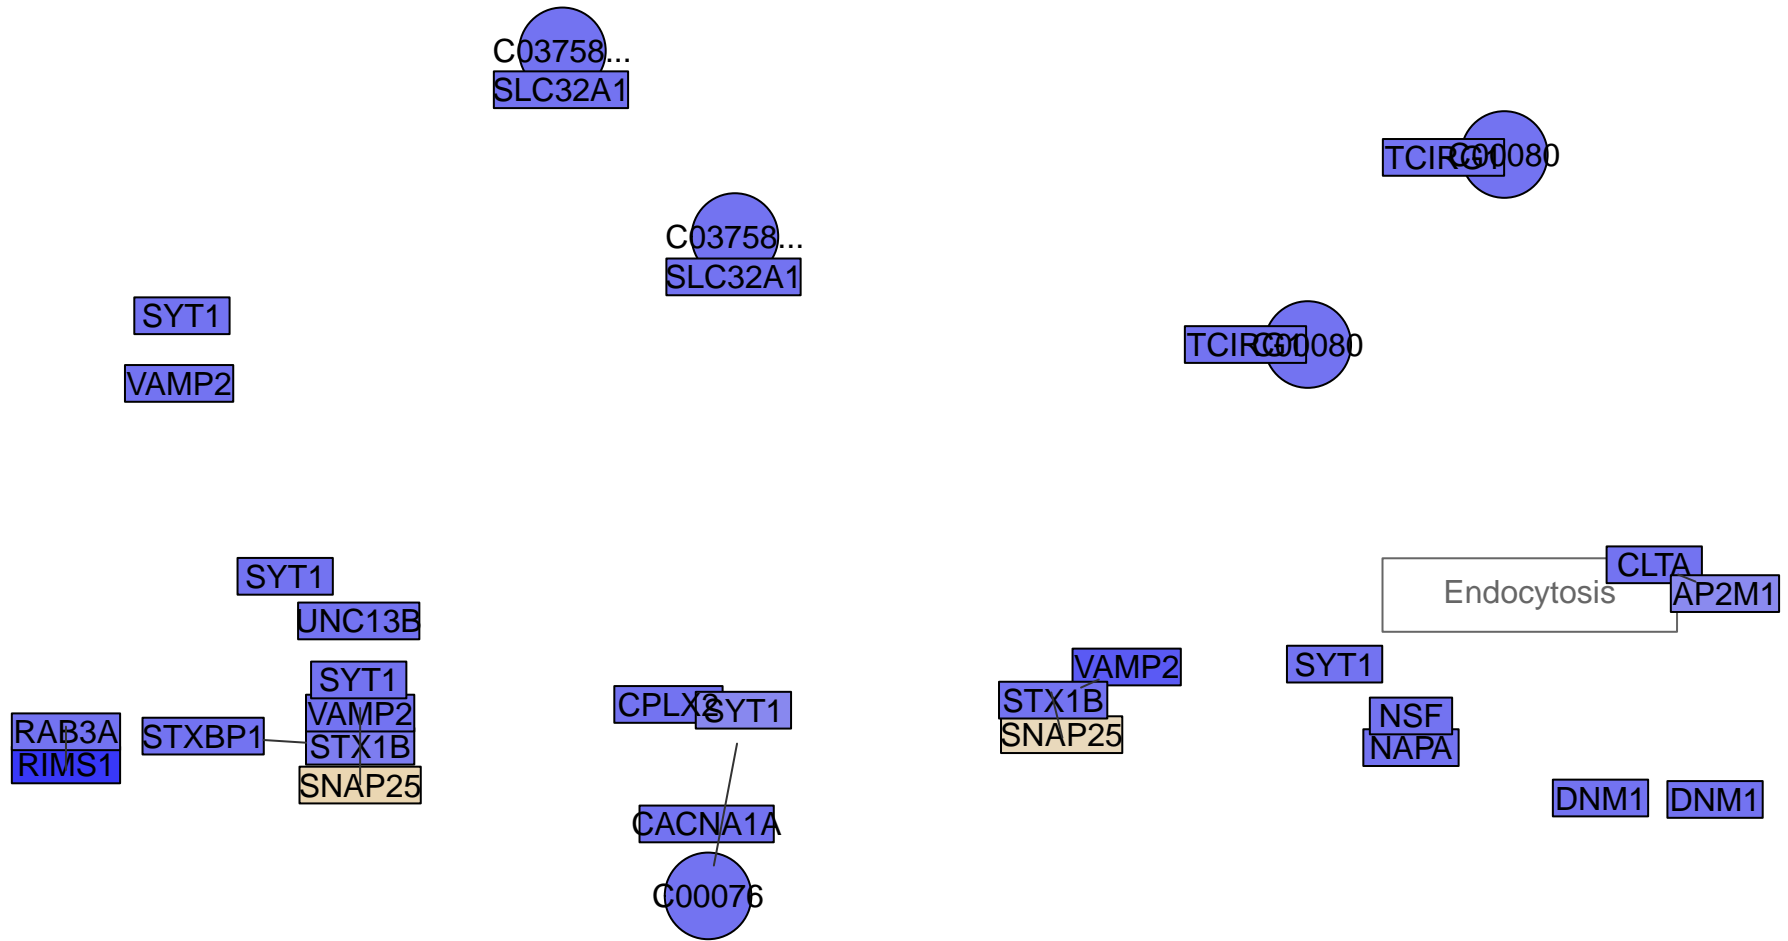 C03758...
SLC32A1
TCIRG1
C00080
C03758...
SLC32A1
SYT1
TCIRG1
C00080
VAMP2
SYT1
CLTA
Endocytosis
AP2M1
UNC13B
SYT1
VAMP2
SYT1
CPLX2
SYT1
STX1B
VAMP2
NSF
RAB3A
STXBP1
STX1B
SNAP25
NAPA
RIMS1
SNAP25
DNM1
DNM1
CACNA1A
C00076